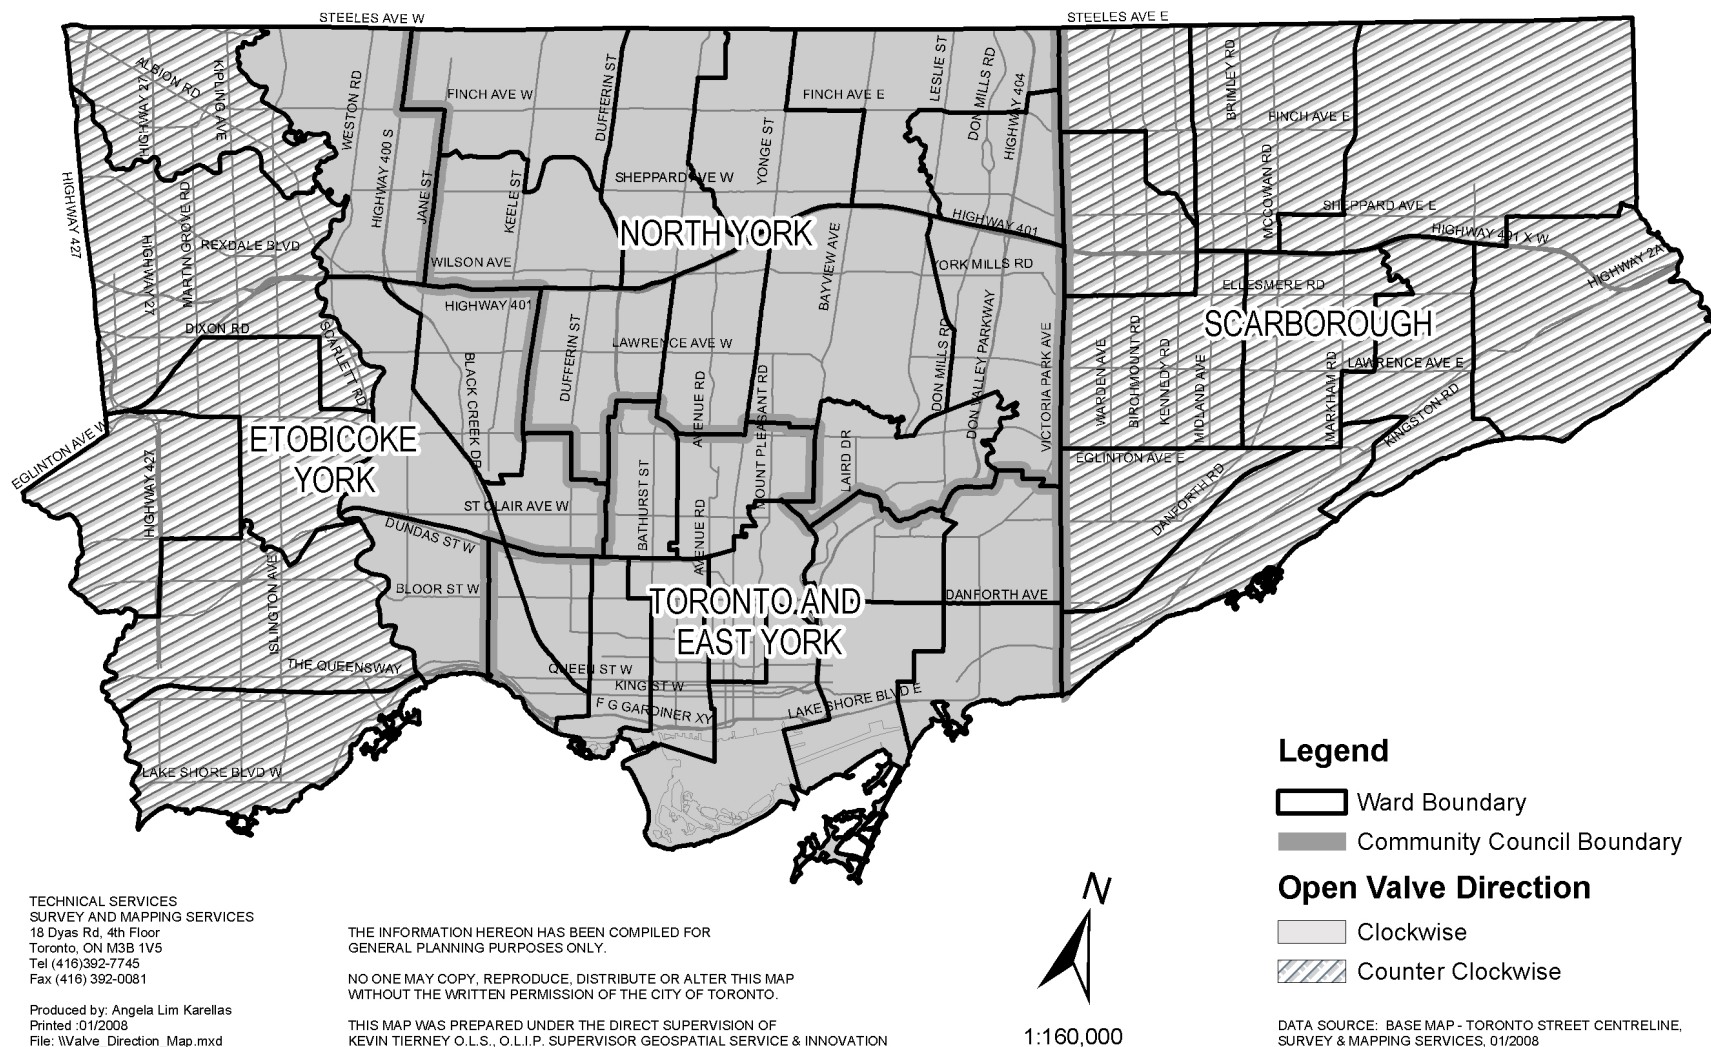 STEELES AVE W
STEELES AVE E
ALBION RD
HIGHWAY 27
KIPLING AVE
WESTON RD
HIGHWAY 400 S
JANE ST
FINCH AVE W
KEELE ST
DUFFERIN ST
SHEPPARD AVE W
YONGE ST
FINCH AVE E
LESLIE ST
DON MILLS RD
HIGHWAY 404
BRIMLEY RD
FINCH AVE E
MCCOWAN RD
SHEPPARD AVE E
HIGHWAY 401 X W
HIGHWAY 2A
HIGHWAY 427
HIGHWAY 27
MARTIN GROVE RD
REXDALE BLVD
NORTH YORK
HIGHWAY 401
WILSON AVE
YORK MILLS RD
BAYVIEW AVE
ELLESMERE RD
HIGHWAY 401
SCARBOROUGH
DIXON RD
SCARLETT RD
BLACK CREEK DR
DUFFERIN ST
LAWRENCE AVE W
AVENUE RD
MOUNT PLEASANT RD
DON MILLS RD
DON VALLEY PARKWAY
VICTORIA PARK AVE
WARDEN AVE
BIRCHMOUNT RD
KENNEDY RD
MIDLAND AVE
MARKHAM RD
LAWRENCE AVE E
KINGSTON RD
ETOBICOKE
YORK
EGLINTON AVE W
HIGHWAY 427
LAIRD DR
EGLINTON AVE E
DANFORTH RD
ST CLAIR AVE W
BATHURST ST
AVENUE RD
DUNDAS ST W
BLOOR ST W
ISLINGTON AVE
TORONTO AND
EAST YORK
DANFORTH AVE
THE QUEENSWAY
QUEEN ST W
KING ST W
F G GARDINER XY
LAKE SHORE BLVD E
LAKE SHORE BLVD W
Legend
Ward Boundary
Community Council Boundary
Open Valve Direction
Clockwise
Counter Clockwise
N
1:160,000
TECHNICAL SERVICES
SURVEY AND MAPPING SERVICES
18 Dyas Rd, 4th Floor
Toronto, ON M3B 1V5
Tel (416)392-7745
Fax (416) 392-0081
Produced by: Angela Lim Karellas
Printed :01/2008
File: \\Valve_Direction_Map.mxd
THE INFORMATION HEREON HAS BEEN COMPILED FOR
GENERAL PLANNING PURPOSES ONLY.
NO ONE MAY COPY, REPRODUCE, DISTRIBUTE OR ALTER THIS MAP
WITHOUT THE WRITTEN PERMISSION OF THE CITY OF TORONTO.
THIS MAP WAS PREPARED UNDER THE DIRECT SUPERVISION OF
KEVIN TIERNEY O.L.S., O.L.I.P. SUPERVISOR GEOSPATIAL SERVICE & INNOVATION
DATA SOURCE: BASE MAP - TORONTO STREET CENTRELINE,
SURVEY & MAPPING SERVICES, 01/2008